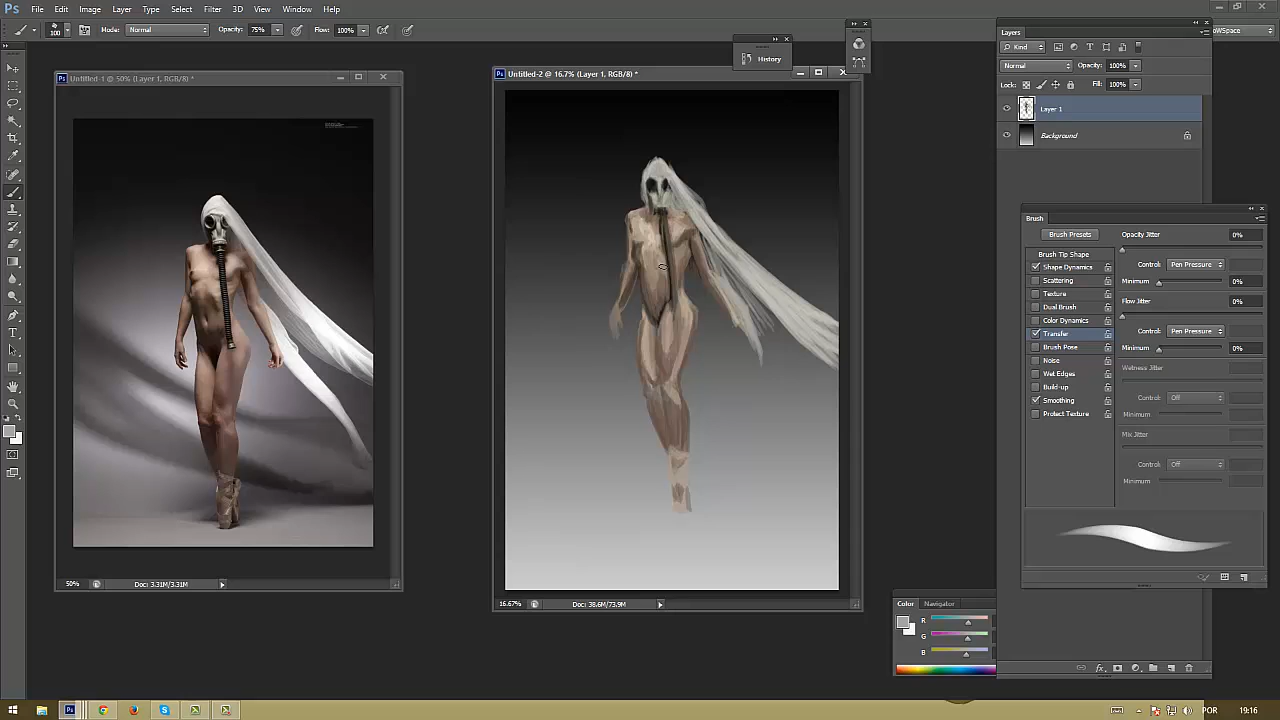 Ps File Edit Image Layer Type Select Filter 3D View Window Help
100 Mode: Normal Opacity: 75% Flow: 100%
Untitled-1 @ 50% (Layer 1, RGB/8) *
Untitled-2 @ 16.7% (Layer 1, RGB/8) *
History
Layers
Kind
Normal Opacity: 100%
Lock: Fill: 100%
Layer 1
Background
Brush
Brush Presets
Brush Tip Shape
Shape Dynamics
Scattering
Texture
Dual Brush
Color Dynamics
Transfer
Brush Pose
Noise
Wet Edges
Build-up
Smoothing
Protect Texture
Opacity Jitter 0%
Control: Pen Pressure
Minimum 0%
Flow Jitter 0%
Control: Pen Pressure
Minimum 0%
Wetness Jitter
Control: Off
Minimum
Mix Jitter
Control: Off
Minimum
50% Doc: 3.31M/3.31M
16.67% Doc: 38.6M/73.9M
Color Navigator
R
G
B
POR 19:16